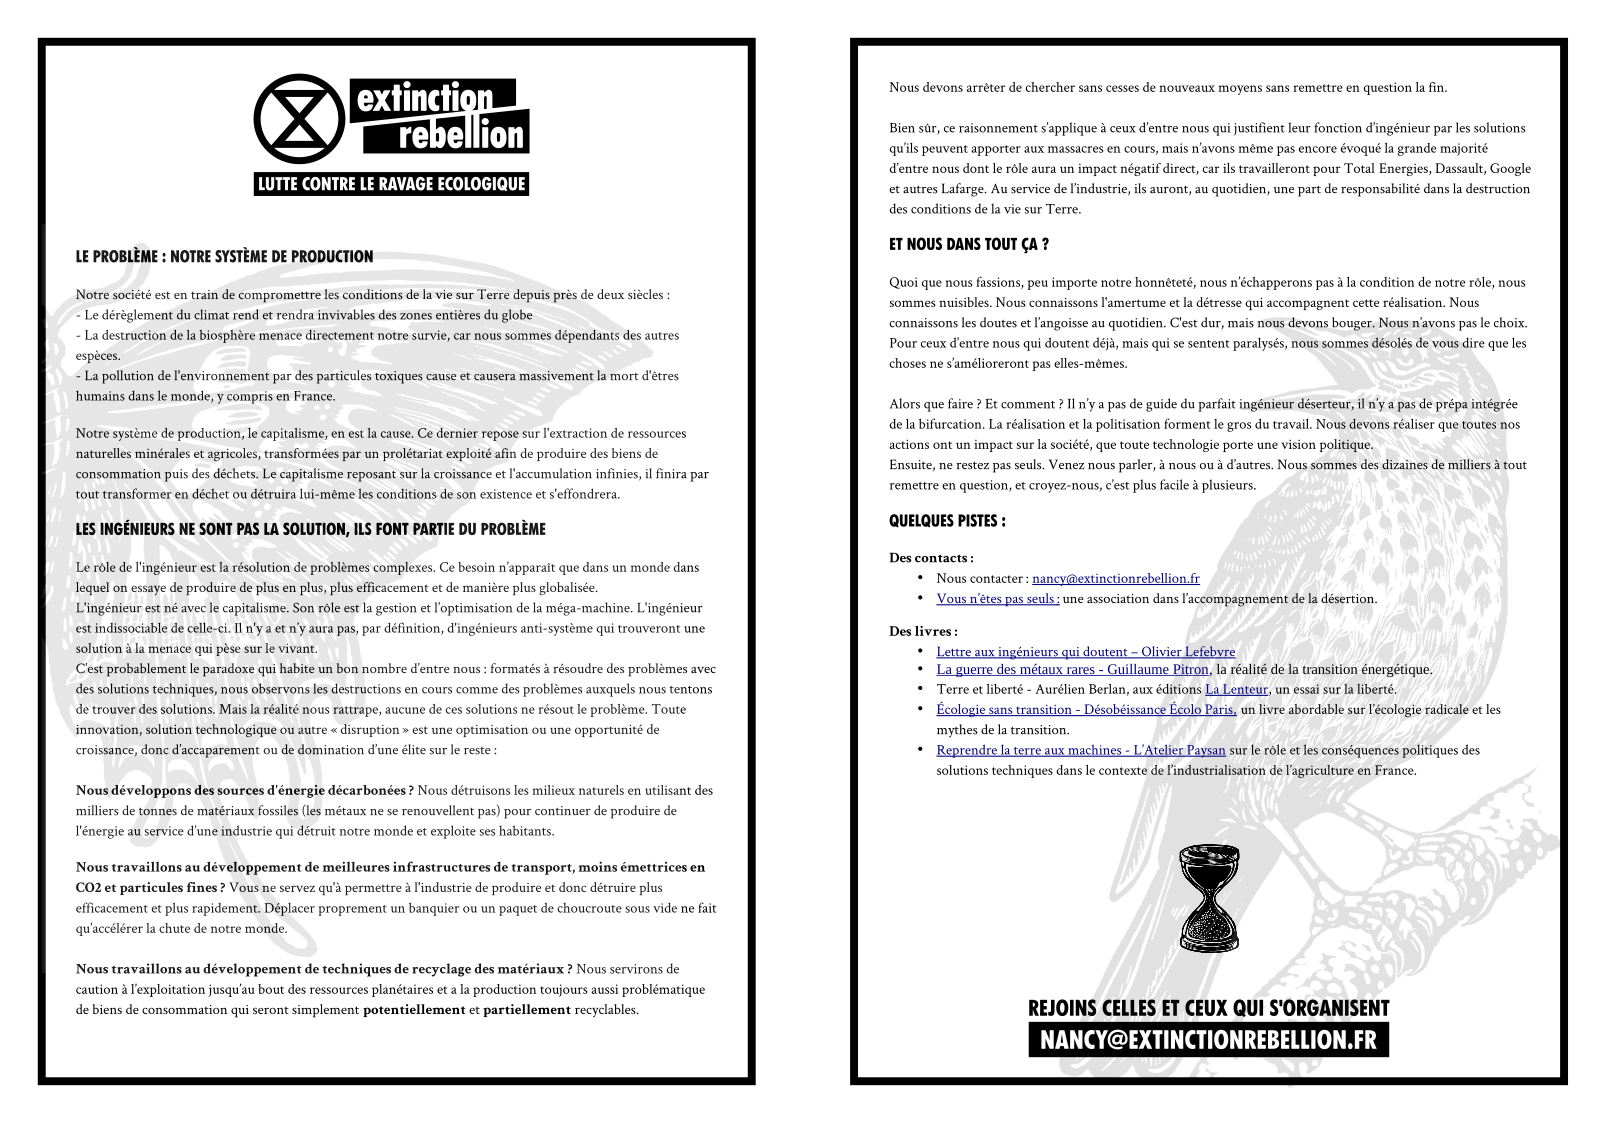 extinction
rebellion
LUTTE CONTRE LE RAVAGE ECOLOGIQUE
LE PROBLÈME : NOTRE SYSTÈME DE PRODUCTION
Notre société est en train de compromettre les conditions de la vie sur Terre depuis près de deux siècles :
- Le dérèglement du climat rend et rendra invivables des zones entières du globe
- La destruction de la biosphère menace directement notre survie, car nous sommes dépendants des autres
espèces.
- La pollution de l'environnement par des particules toxiques cause et causera massivement la mort d'êtres
humains dans le monde, y compris en France.
Notre système de production, le capitalisme, en est la cause. Ce dernier repose sur l'extraction de ressources
naturelles minérales et agricoles, transformées par un prolétariat exploité afin de produire des biens de
consommation puis des déchets. Le capitalisme reposant sur la croissance et l'accumulation infinies, il finira par
tout transformer en déchet ou détruira lui-même les conditions de son existence et s'effondrera.
LES INGÉNIEURS NE SONT PAS LA SOLUTION, ILS FONT PARTIE DU PROBLÈME
Le rôle de l'ingénieur est la résolution de problèmes complexes. Ce besoin n’apparaît que dans un monde dans
lequel on essaye de produire de plus en plus, plus efficacement et de manière plus globalisée.
L'ingénieur est né avec le capitalisme. Son rôle est la gestion et l’optimisation de la méga-machine. L'ingénieur
est indissociable de celle-ci. Il n'y a et n’y aura pas, par définition, d'ingénieurs anti-système qui trouveront une
solution à la menace qui pèse sur le vivant.
C’est probablement le paradoxe qui habite un bon nombre d’entre nous : formatés à résoudre des problèmes avec
des solutions techniques, nous observons les destructions en cours comme des problèmes auxquels nous tentons
de trouver des solutions. Mais la réalité nous rattrape, aucune de ces solutions ne résout le problème. Toute
innovation, solution technologique ou autre « disruption » est une optimisation ou une opportunité de
croissance, donc d’accaparement ou de domination d’une élite sur le reste :
Nous développons des sources d'énergie décarbonées ? Nous détruisons les milieux naturels en utilisant des
milliers de tonnes de matériaux fossiles (les métaux ne se renouvellent pas) pour continuer de produire de
l'énergie au service d’une industrie qui détruit notre monde et exploite ses habitants.
Nous travaillons au développement de meilleures infrastructures de transport, moins émettrices en
CO2 et particules fines ? Vous ne servez qu'à permettre à l'industrie de produire et donc détruire plus
efficacement et plus rapidement. Déplacer proprement un banquier ou un paquet de choucroute sous vide ne fait
qu’accélérer la chute de notre monde.
Nous travaillons au développement de techniques de recyclage des matériaux ? Nous servirons de
caution à l’exploitation jusqu’au bout des ressources planétaires et a la production toujours aussi problématique
de biens de consommation qui seront simplement potentiellement et partiellement recyclables.
Nous devons arrêter de chercher sans cesses de nouveaux moyens sans remettre en question la fin.
Bien sûr, ce raisonnement s’applique à ceux d’entre nous qui justifient leur fonction d’ingénieur par les solutions
qu’ils peuvent apporter aux massacres en cours, mais n’avons même pas encore évoqué la grande majorité
d’entre nous dont le rôle aura un impact négatif direct, car ils travailleront pour Total Energies, Dassault, Google
et autres Lafarge. Au service de l’industrie, ils auront, au quotidien, une part de responsabilité dans la destruction
des conditions de la vie sur Terre.
ET NOUS DANS TOUT ÇA ?
Quoi que nous fassions, peu importe notre honnêteté, nous n’échapperons pas à la condition de notre rôle, nous
sommes nuisibles. Nous connaissons l'amertume et la détresse qui accompagnent cette réalisation. Nous
connaissons les doutes et l’angoisse au quotidien. C'est dur, mais nous devons bouger. Nous n’avons pas le choix.
Pour ceux d’entre nous qui doutent déjà, mais qui se sentent paralysés, nous sommes désolés de vous dire que les
choses ne s’amélioreront pas elles-mêmes.
Alors que faire ? Et comment ? Il n’y a pas de guide du parfait ingénieur déserteur, il n’y a pas de prépa intégrée
de la bifurcation. La réalisation et la politisation forment le gros du travail. Nous devons réaliser que toutes nos
actions ont un impact sur la société, que toute technologie porte une vision politique.
Ensuite, ne restez pas seuls. Venez nous parler, à nous ou à d’autres. Nous sommes des dizaines de milliers à tout
remettre en question, et croyez-nous, c’est plus facile à plusieurs.
QUELQUES PISTES :
Des contacts :
• Nous contacter : nancy@extinctionrebellion.fr
• Vous n’êtes pas seuls : une association dans l’accompagnement de la désertion.
Des livres :
• Lettre aux ingénieurs qui doutent – Olivier Lefebvre
• La guerre des métaux rares - Guillaume Pitron, la réalité de la transition énergétique.
• Terre et liberté - Aurélien Berlan, aux éditions La Lenteur, un essai sur la liberté.
• Écologie sans transition - Désobéissance Écolo Paris, un livre abordable sur l’écologie radicale et les
mythes de la transition.
• Reprendre la terre aux machines - L’Atelier Paysan sur le rôle et les conséquences politiques des
solutions techniques dans le contexte de l’industrialisation de l’agriculture en France.
REJOINS CELLES ET CEUX QUI S'ORGANISENT
NANCY@EXTINCTIONREBELLION.FR